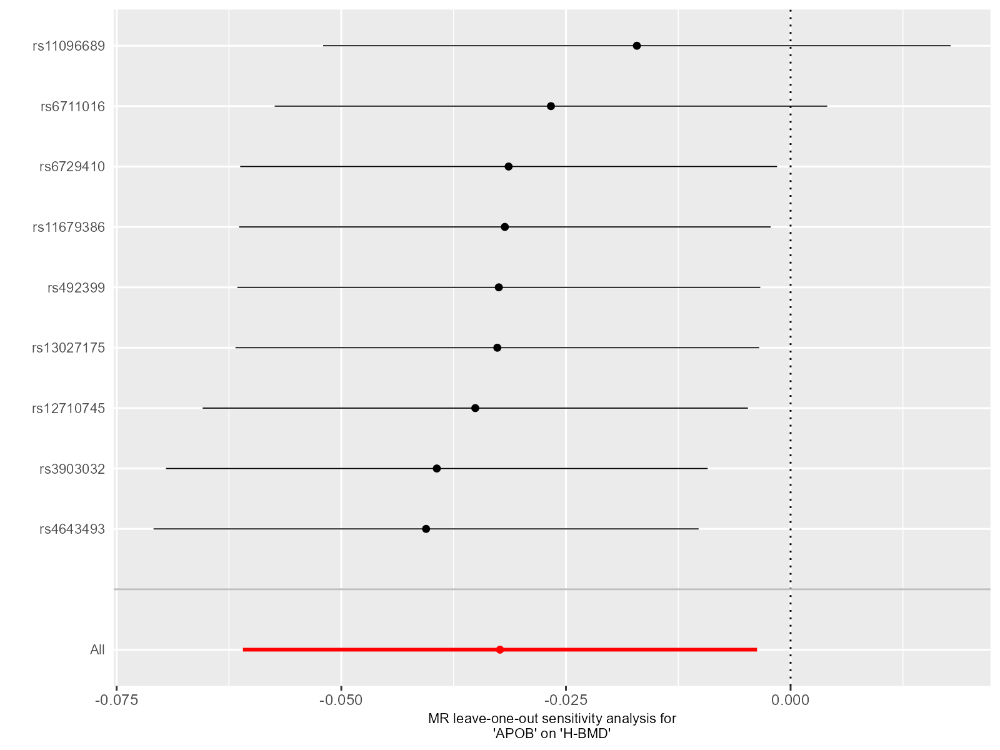 rs11096689
rs6711016
rs6729410
rs11679386
rs492399
rs13027175
rs12710745
rs3903032
rs4643493
All
-0.075 -0.050 -0.025 0.000
MR leave-one-out sensitivity analysis for
'APOB' on 'H-BMD'